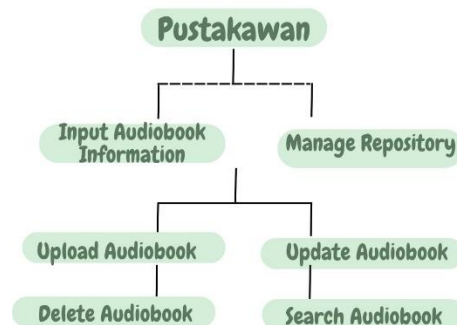 Pustakawan
Input Audiobook
Information
Manage Repository
Upload Audiobook
Update Audiobook
Delete Audiobook
Search Audiobook